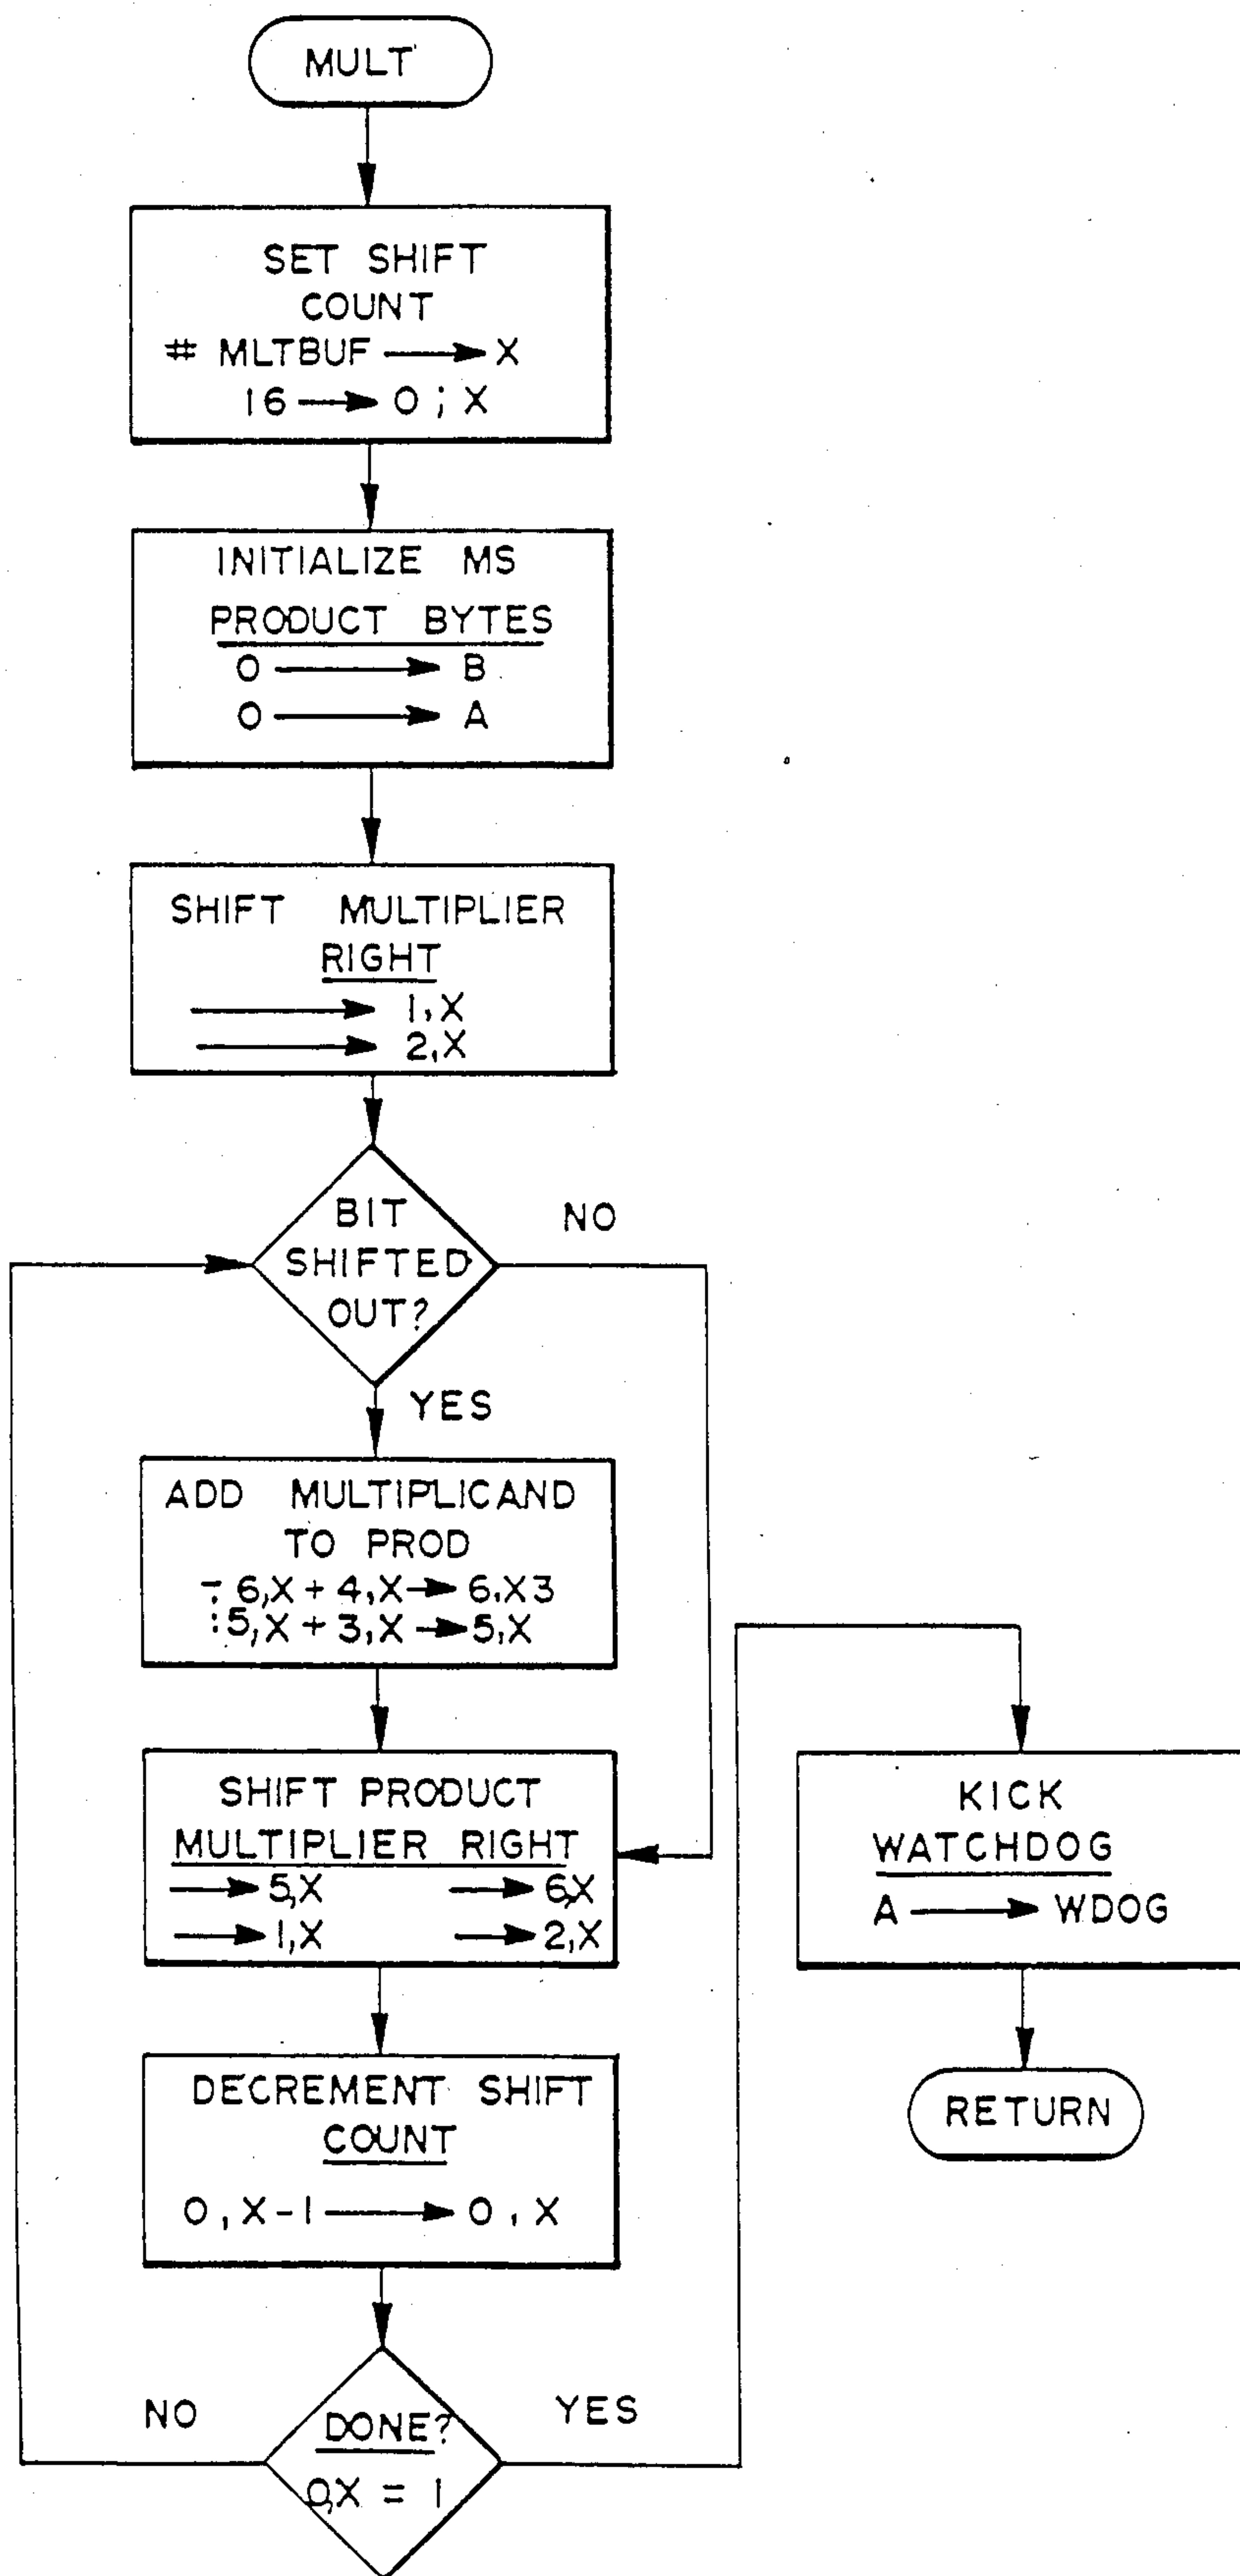 MULT
SET SHIFT
COUNT
# MLTBUF → X
16 → 0 ; X
INITIALIZE MS
PRODUCT BYTES
0 → B
0 → A
SHIFT MULTIPLIER
RIGHT
→ 1,X
→ 2,X
BIT
SHIFTED
OUT?
NO
YES
ADD MULTIPLICAND
TO PROD
6,X + 4,X → 6,X3
5,X + 3,X → 5,X
SHIFT PRODUCT
MULTIPLIER RIGHT
→ 5,X → 6,X
→ 1,X → 2,X
DECREMENT SHIFT
COUNT
0, X-1 → 0, X
DONE?
0,X = 1
NO
YES
KICK
WATCHDOG
A → WDOG
RETURN